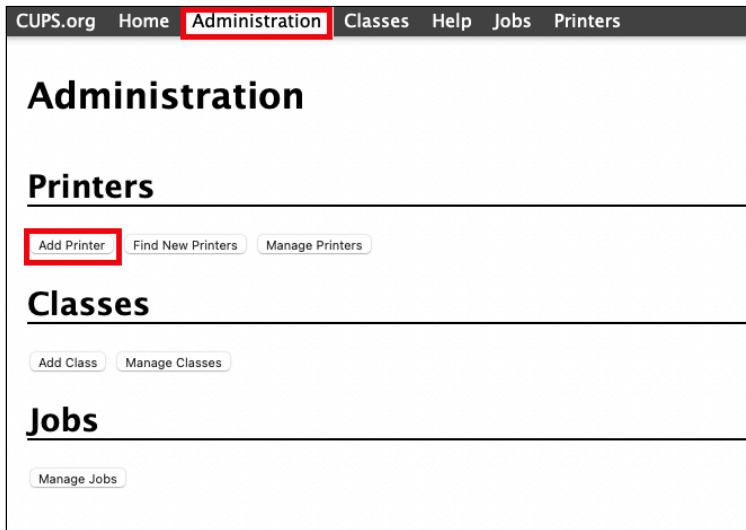 CUPS.org Home Administration Classes Help Jobs Printers
Administration
Printers
Add Printer Find New Printers Manage Printers
Classes
Add Class Manage Classes
Jobs
Manage Jobs